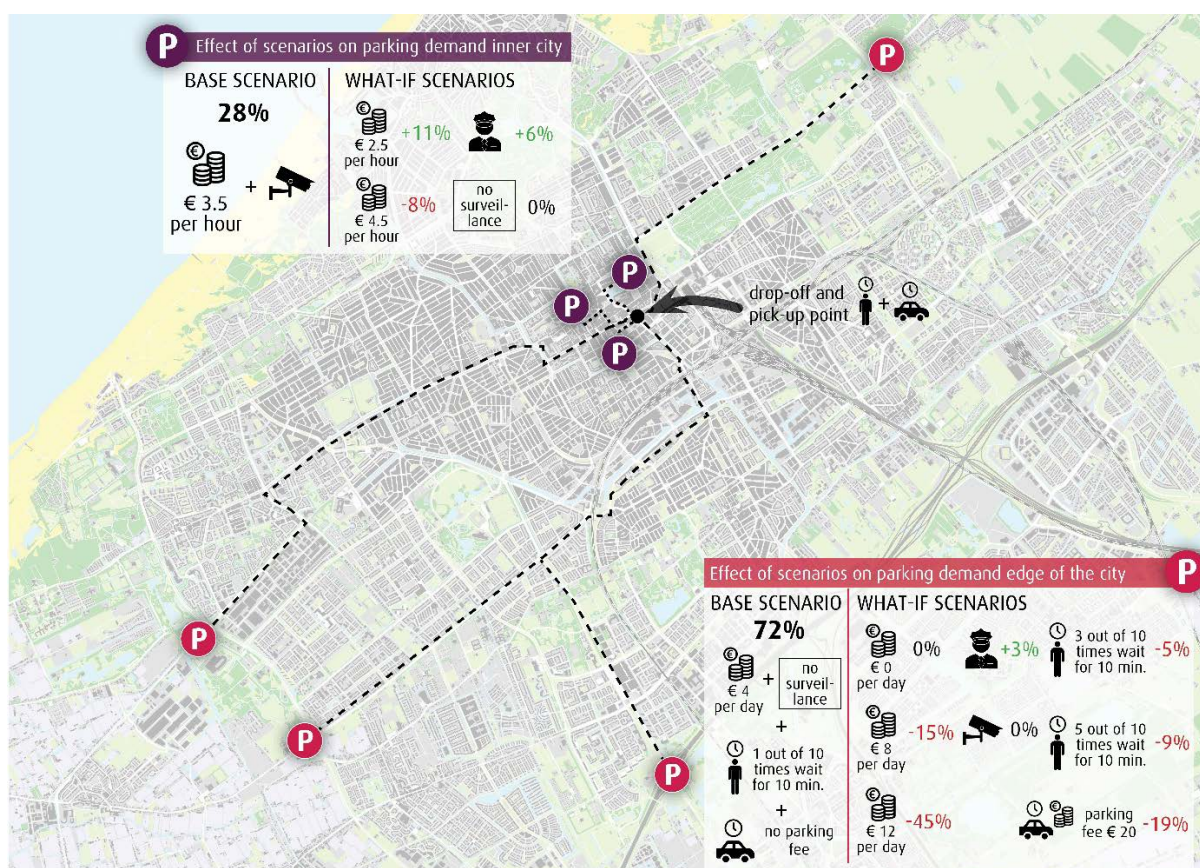 P
Effect of scenarios on parking demand inner city
BASE SCENARIO
28%
€
€ 3.5
per hour
+
WHAT-IF SCENARIOS
€
€ 2.5
per hour
+11%
+6%
€
€ 4.5
per hour
-8%
no
surveil-
lance
0%
P
P
P
P
drop-off and
pick-up point
+
P
P
P
Effect of scenarios on parking demand edge of the city
P
BASE SCENARIO
72%
€
€ 4
per day
+
no
surveil-
lance
+
1 out of 10
times wait
for 10 min.
+
no parking
fee
WHAT-IF SCENARIOS
€
€ 0
per day
0%
+3%
3 out of 10
times wait
for 10 min.
-5%
€
€ 8
per day
-15%
0%
5 out of 10
times wait
for 10 min.
-9%
€
€ 12
per day
-45%
€
parking
fee € 20
-19%